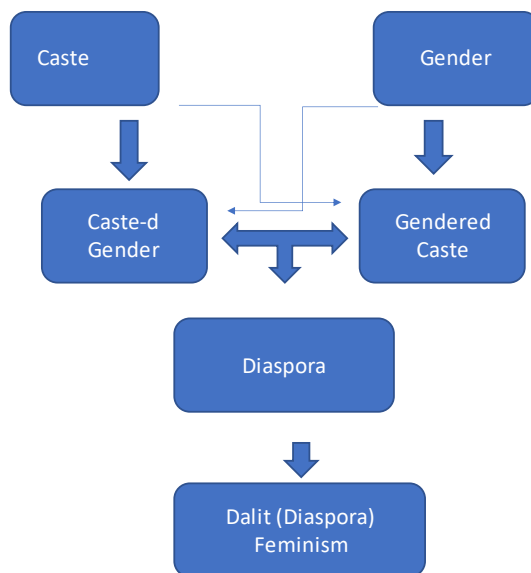 Caste
Gender
Caste-d
Gender
Gendered
Caste
Diaspora
Dalit (Diaspora)
Feminism